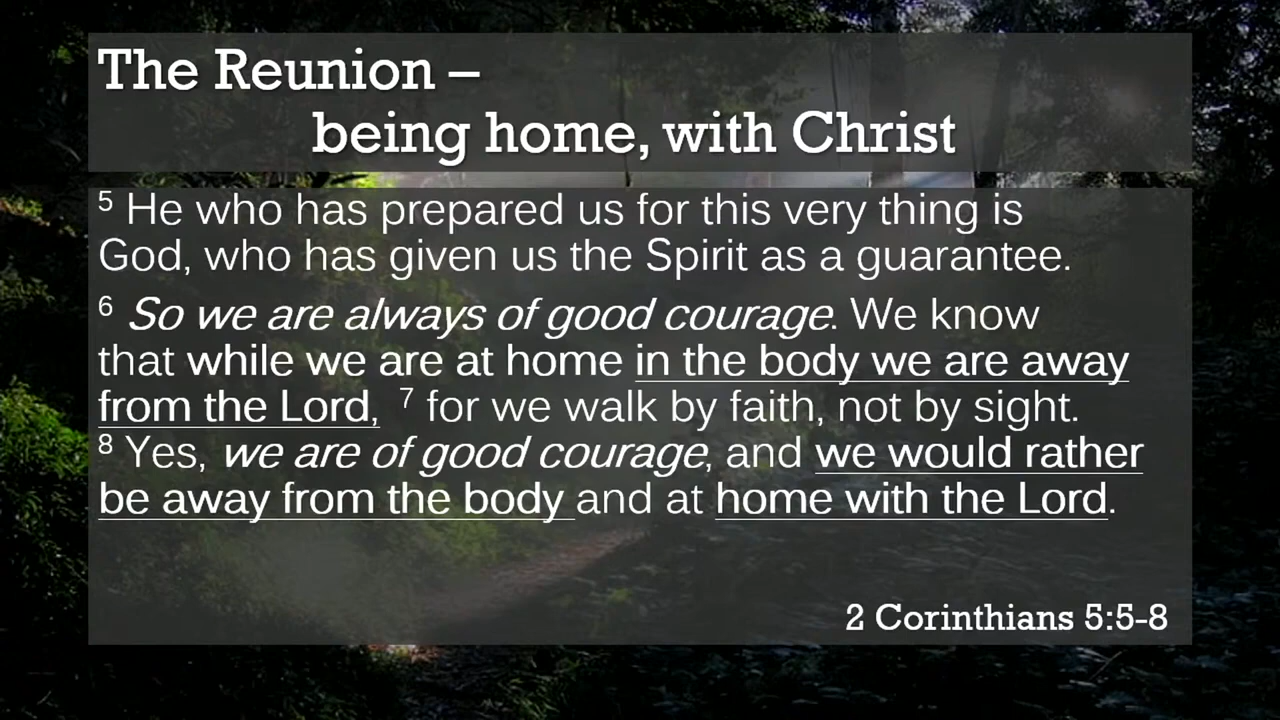 The Reunion –
being home, with Christ
⁵ He who has prepared us for this very thing is
God, who has given us the Spirit as a guarantee.
⁶ So we are always of good courage. We know
that while we are at home in the body we are away
from the Lord, ⁷ for we walk by faith, not by sight.
⁸ Yes, we are of good courage, and we would rather
be away from the body and at home with the Lord.
2 Corinthians 5:5-8